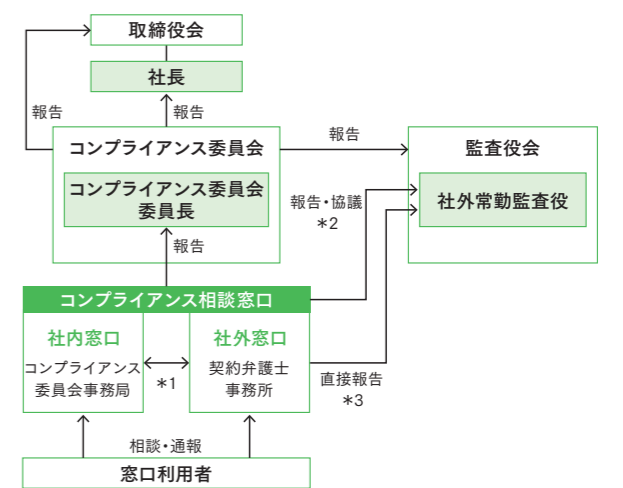 取締役会
社長
報告
報告
コンプライアンス委員会
報告
監査役会
コンプライアンス委員会
委員長
社外常勤監査役
報告・協議
＊2
報告
コンプライアンス相談窓口
社内窓口
コンプライアンス
委員会事務局
＊1
社外窓口
契約弁護士
事務所
直接報告
＊3
相談・通報
窓口利用者